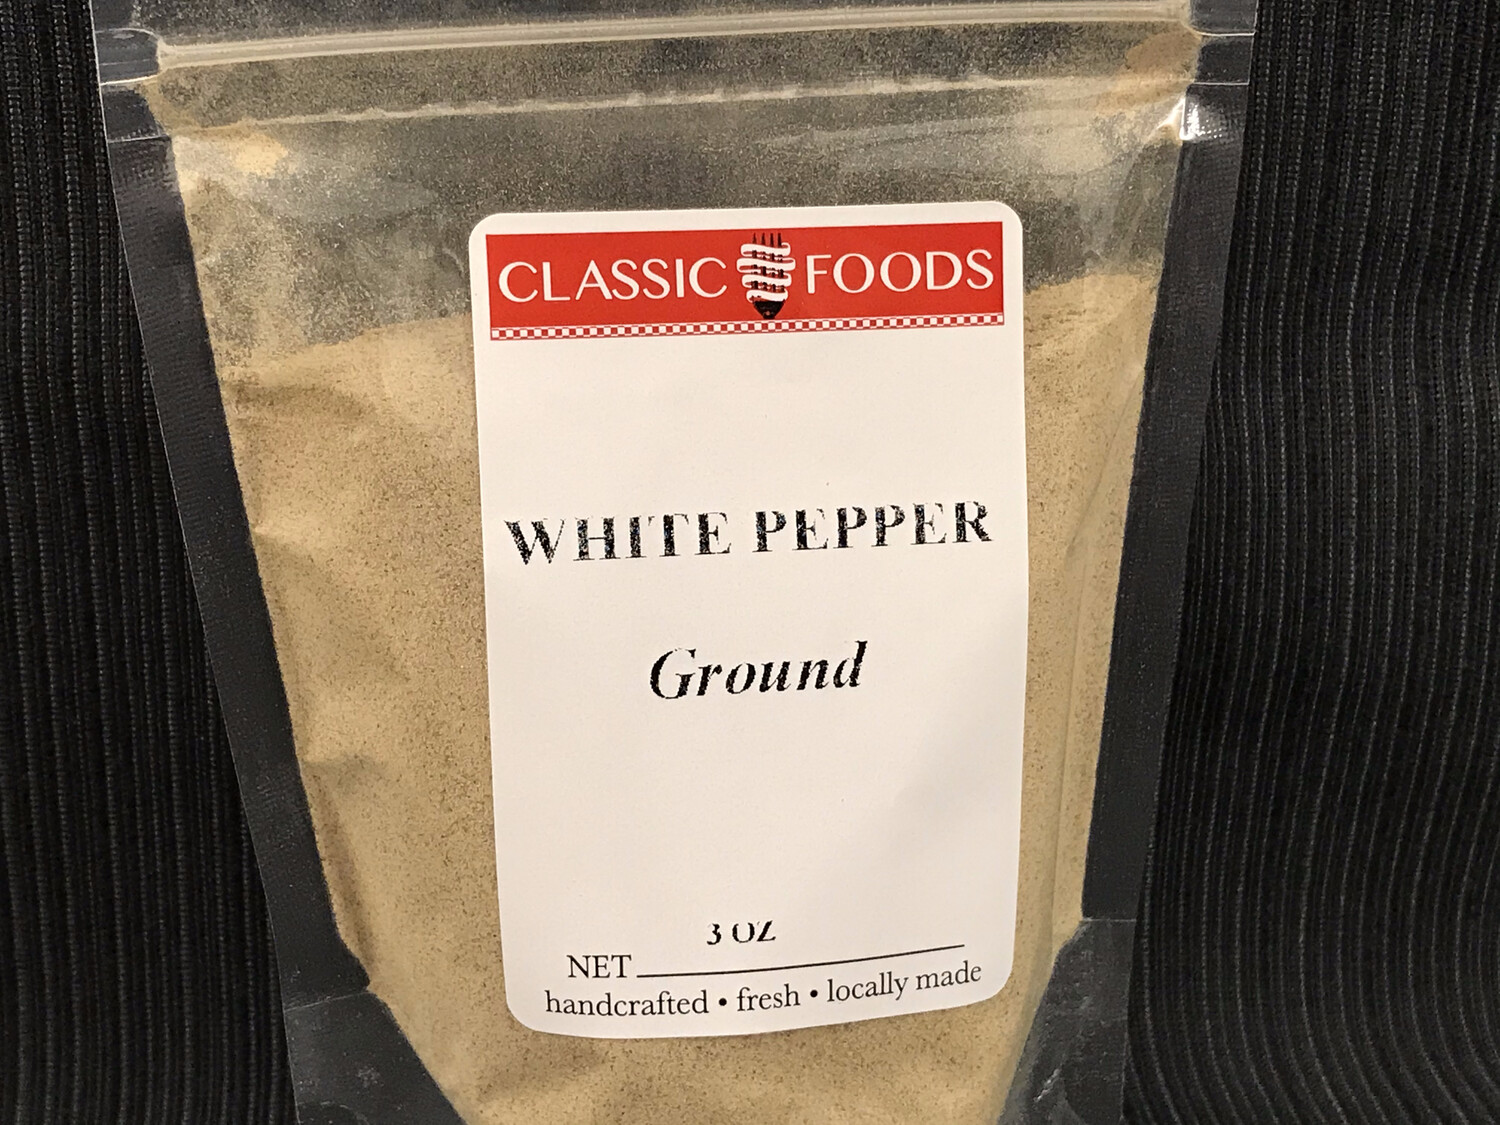 CLASSIC FOODS
WHITE PEPPER
Ground
3 OZ
NET
handcrafted • fresh • locally made